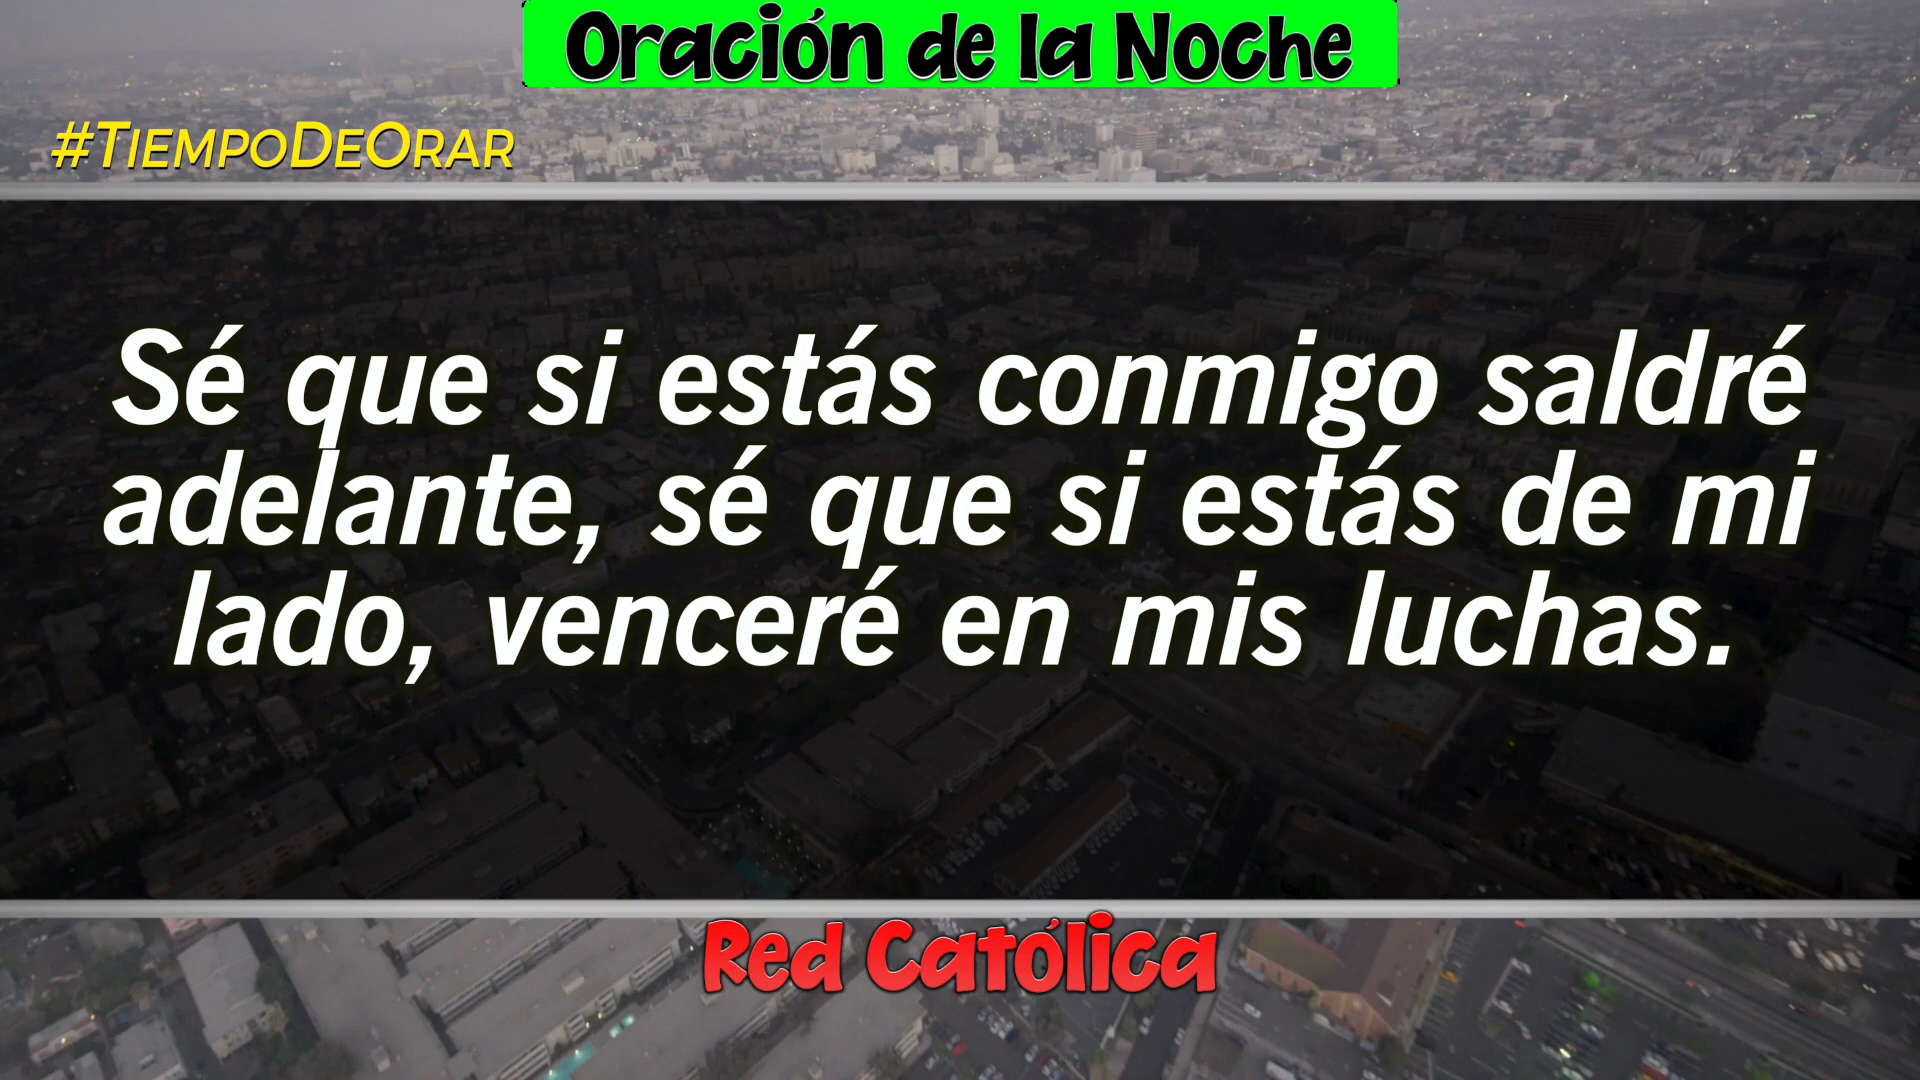 Oración de la Noche
#TIEMPODEORAR
Sé que si estás conmigo saldré
adelante, sé que si estás de mi
lado, venceré en mis luchas.
Red Católica